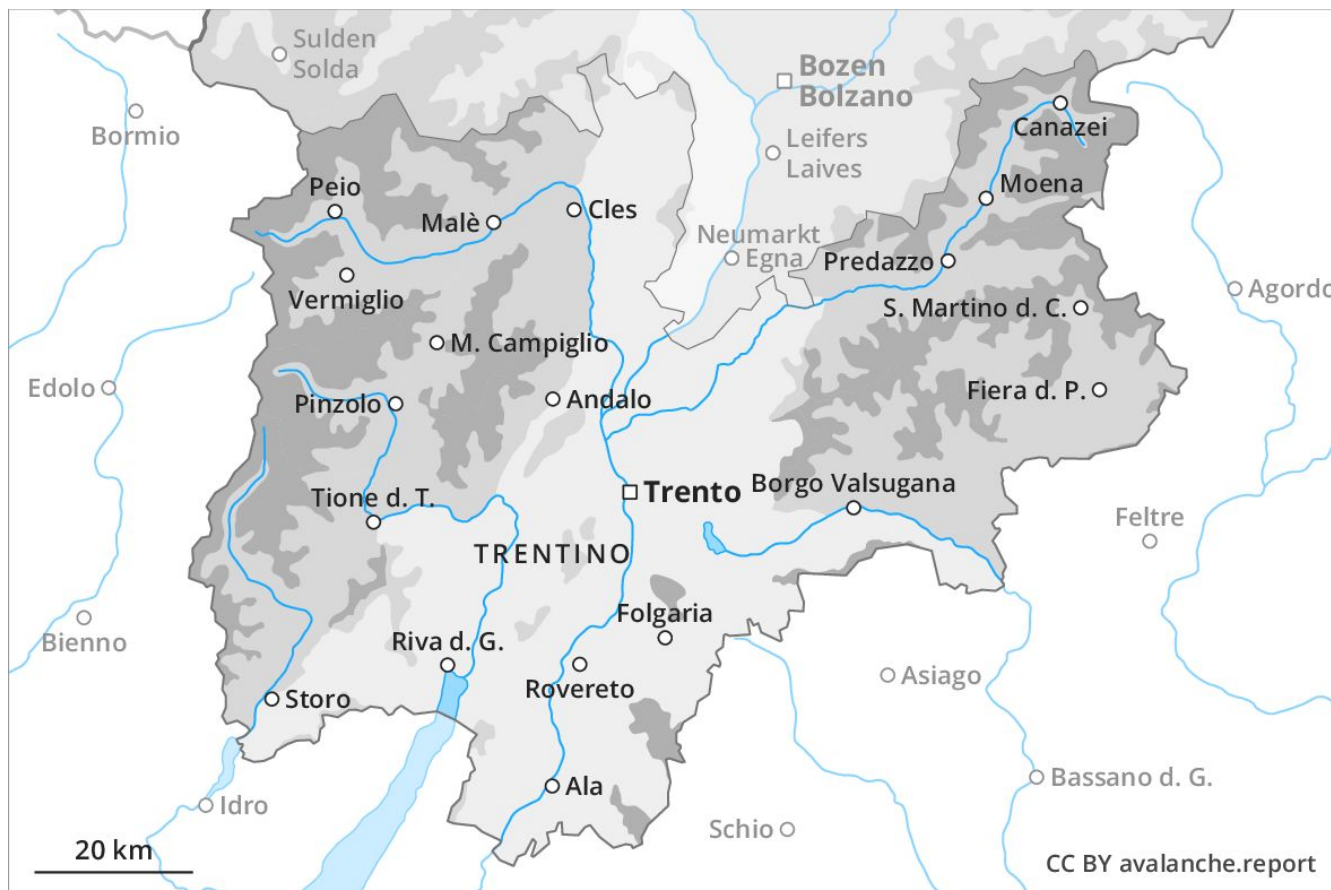 Sulden
Solda
Bozen
Bolzano
Bormio
Canazei
Leifers
Laives
Peio
Moena
Malè
Cles
Neumarkt
Egna
Predazzo
Vermiglio
Agordo
S. Martino d. C.
M. Campiglio
Edolo
Pinzolo
Andalo
Fiera d. P.
Trento
Borgo Valsugana
Tione d. T.
Feltre
TRENTINO
Folgaria
Bienno
Riva d. G.
Asiago
Rovereto
Storo
Ala
Bassano d. G.
Idro
Schio
20 km
CC BY avalanche.report